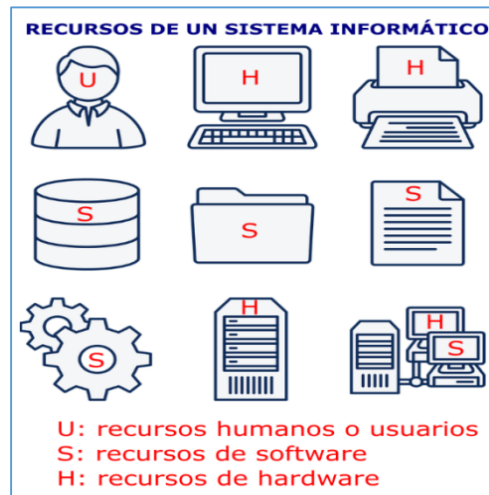 RECURSOS DE UN SISTEMA INFORMÁTICO
U
H
H
S
S
S
S
H
H
S
U: recursos humanos o usuarios
S: recursos de software
H: recursos de hardware